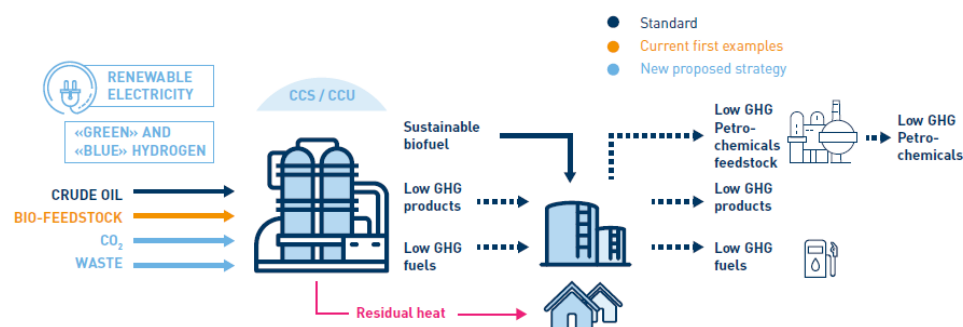 Standard
Current first examples
New proposed strategy
RENEWABLE
ELECTRICITY
«GREEN» AND
«BLUE» HYDROGEN
CRUDE OIL
BIO-FEEDSTOCK
CO₂
WASTE
CCS / CCU
Sustainable
biofuel
Low GHG
products
Low GHG
fuels
Residual heat
Low GHG
Petro-
chemicals
feedstock
Low GHG
products
Low GHG
fuels
Low GHG
Petro-
chemicals